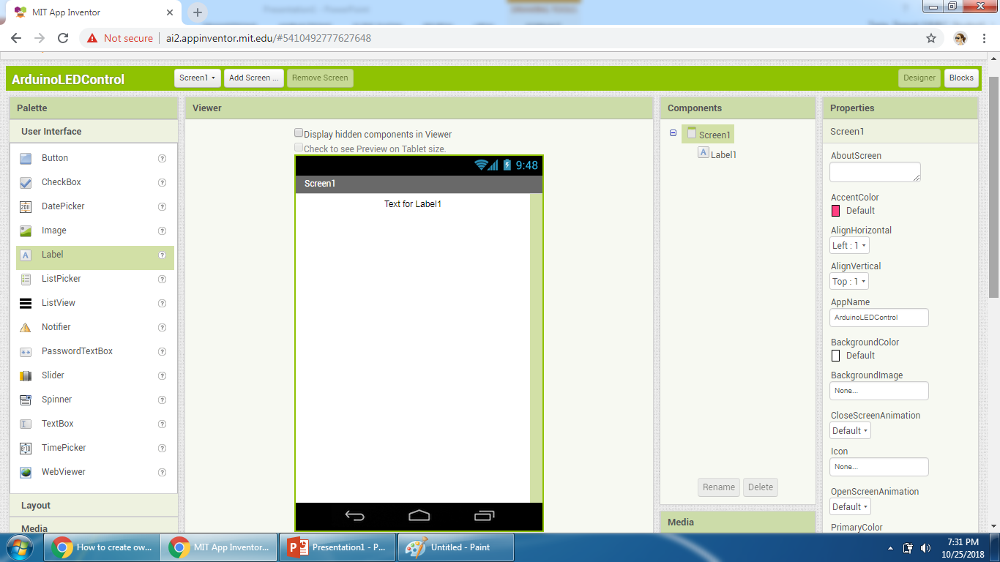 MIT App Inventor
Presentation1 - PowerPoint
Not secure
ai2.appinventor.mit.edu/#5410492777627648
ArduinoLEDControl
Screen1
Add Screen ...
Remove Screen
Designer
Blocks
Palette
User Interface
Button
CheckBox
DatePicker
2011
Image
Label
A
ListPicker
ListView
Notifier
PasswordTextBox
Slider
Spinner
TextBox
TimePicker
8:10
WebViewer
Layout
Media
Viewer
Display hidden components in Viewer
Check to see Preview on Tablet size.
9:48
Screen1
Text for Label1
Components
Screen1
A
Label1
Rename
Delete
Media
Properties
Screen1
AboutScreen
AccentColor
Default
AlignHorizontal
Left : 1
AlignVertical
Top : 1
AppName
ArduinoLEDControl
BackgroundColor
Default
BackgroundImage
None...
CloseScreenAnimation
Default
Icon
None...
OpenScreenAnimation
Default
PrimaryColor
How to create ow...
MIT App Inventor...
Presentation1 - P...
Untitled - Paint
7:31 PM
10/25/2018